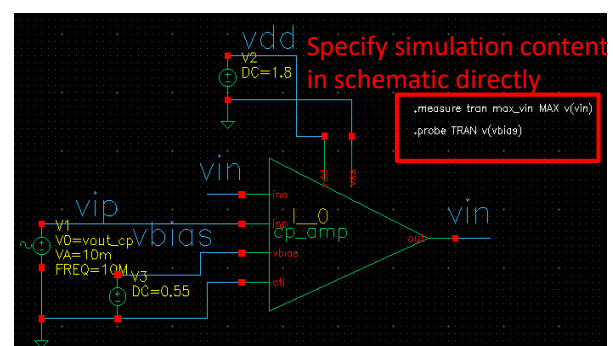 vdd
Specify simulation content
V2
DC=1.8
in schematic directly
.measure tran max_vin MAX v(vin)
.probe TRAN v(vbias)
vin
vdd
vss
inn
vip
vin
V1
inp
I_0
V0=vout_cp
vbias
cp_amp
out
VA=10m
vbias
FREQ=10M
V3
ctl
DC=0.55